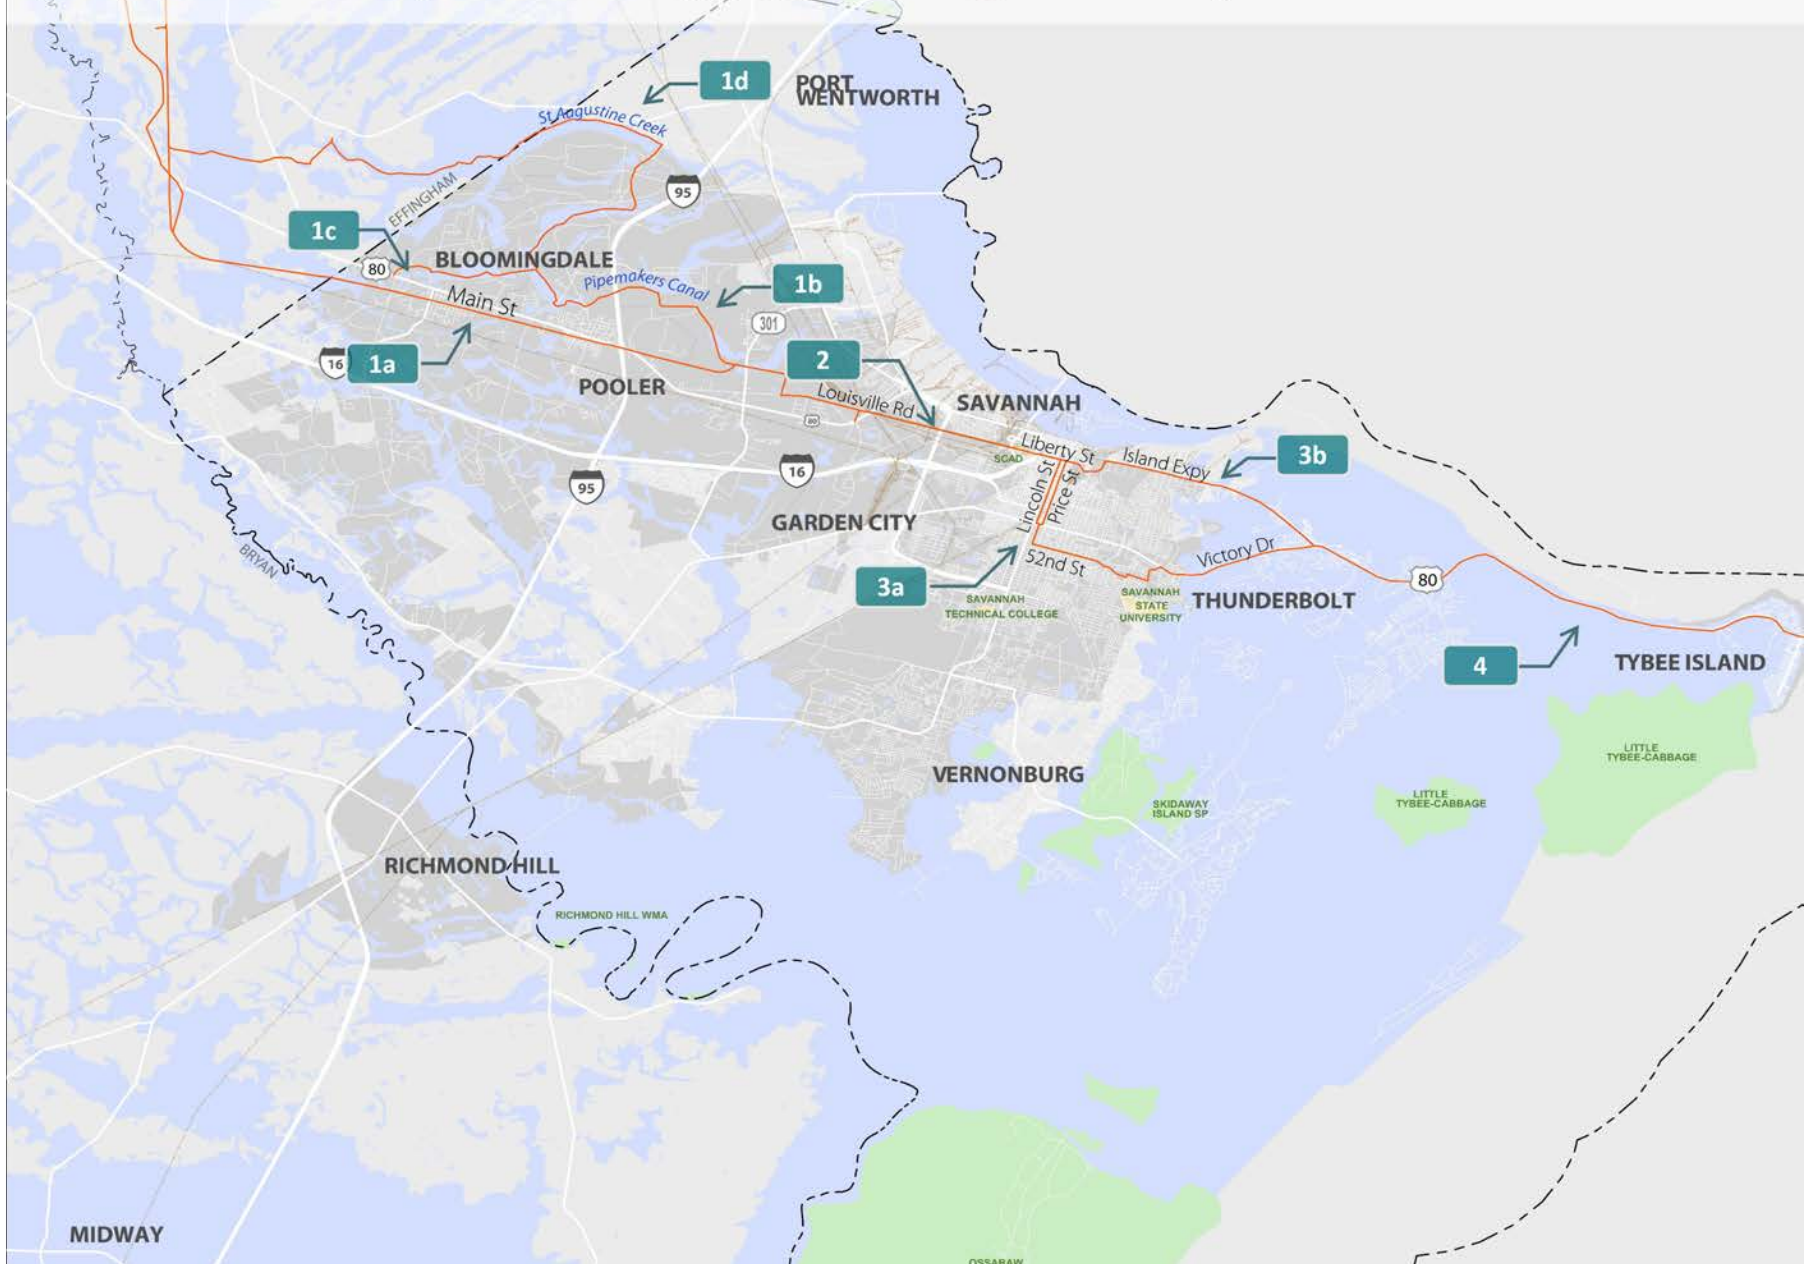 1d
PORT
WENTWORTH
St Augustine Creek
95
EFFINGHAM
1c
80
BLOOMINGDALE
Pipemakers Canal
1b
Main St
301
16
1a
2
POOLER
Louisville Rd
80
SAVANNAH
Liberty St
SCAD
Island Expy
3b
16
95
Lincoln St
Price St
GARDEN CITY
BRYAN
52nd St
Victory Dr
3a
80
SAVANNAH
TECHNICAL COLLEGE
SAVANNAH
STATE
UNIVERSITY
THUNDERBOLT
4
TYBEE ISLAND
LITTLE
TYBEE-CABBAGE
VERNONBURG
LITTLE
TYBEE-CABBAGE
SKIDAWAY
ISLAND SP
RICHMOND HILL
RICHMOND HILL WMA
MIDWAY
OSSABAW